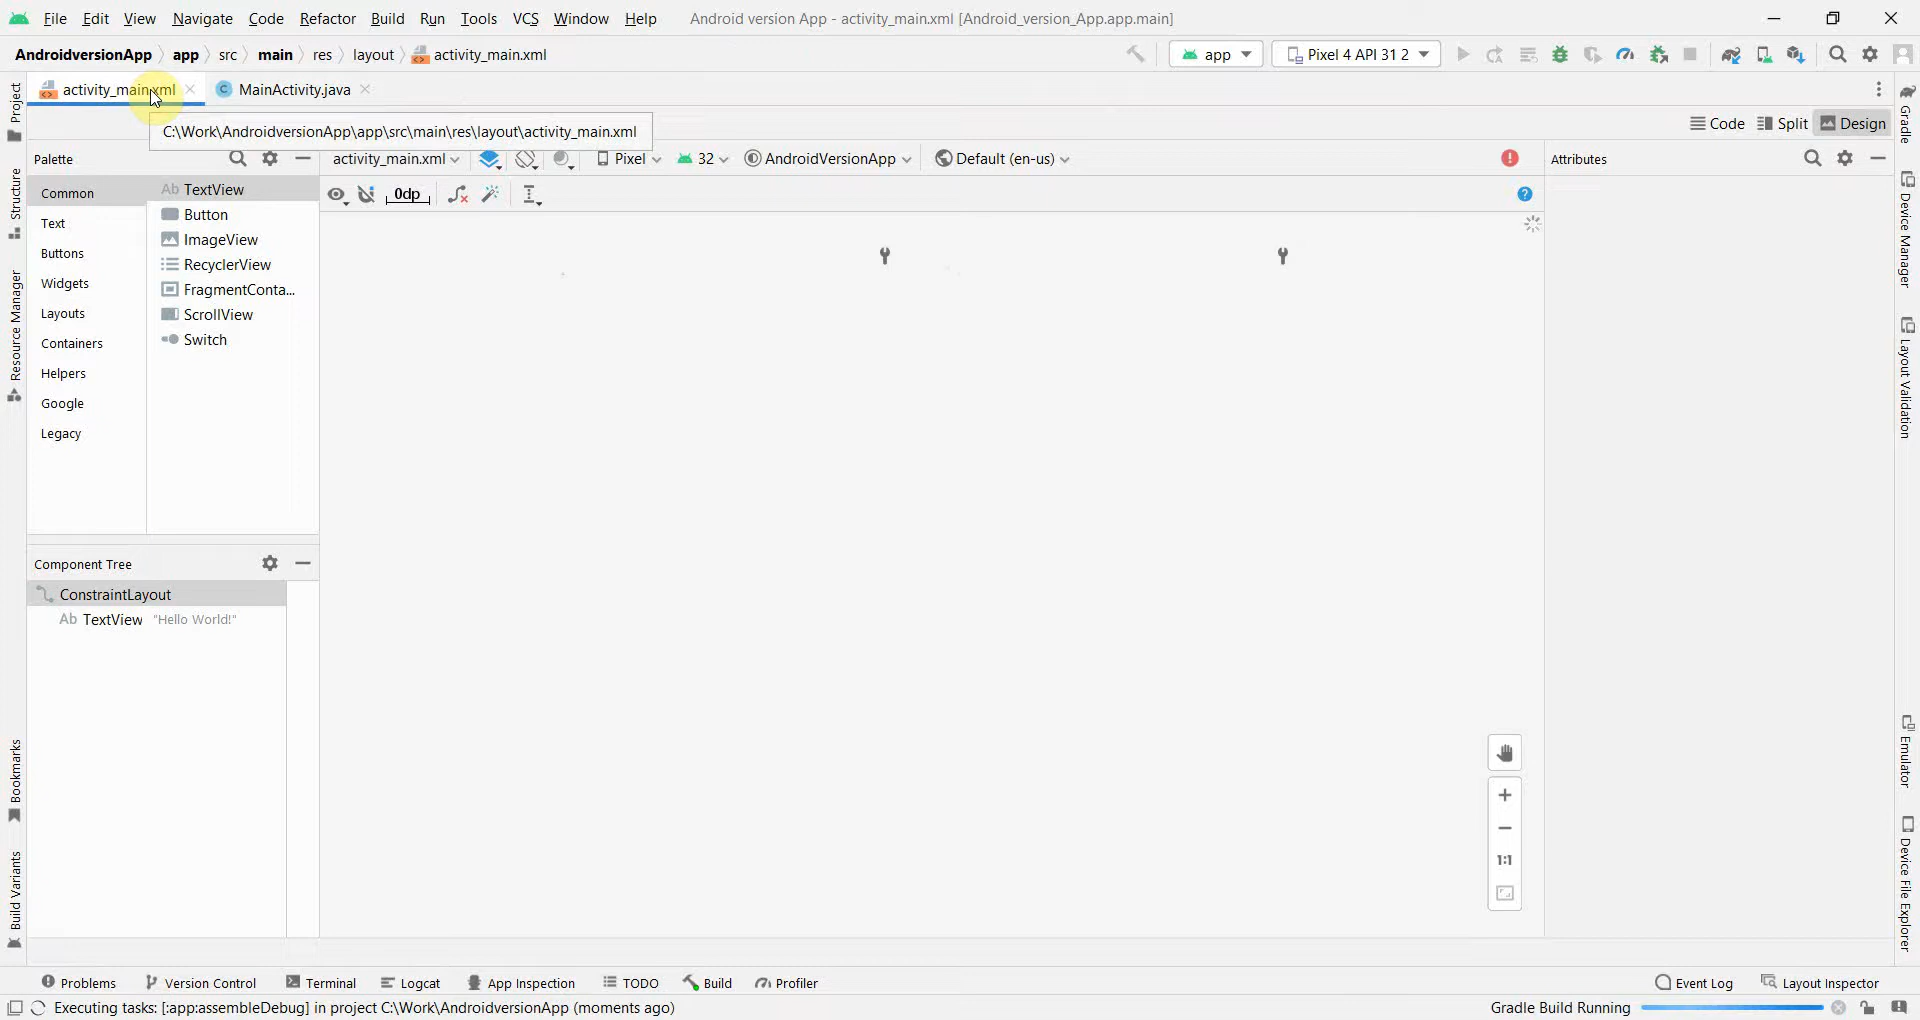 File Edit View Navigate Code Refactor Build Run Tools VCS Window Help Android version App - activity_main.xml [Android_version_App.app.main]
AndroidversionApp app src main res layout activity_main.xml app Pixel 4 API 31 2
activity_main.xml MainActivity.java
C:\Work\AndroidversionApp\app\src\main\res\layout\activity_main.xml
Code Split Design
Palette
activity_main.xml Pixel 32 AndroidVersionApp Default (en-us)
Attributes
0dp
Common
Text
Buttons
Widgets
Layouts
Containers
Helpers
Google
Legacy
Ab TextView
Button
ImageView
RecyclerView
FragmentConta...
ScrollView
Switch
Component Tree
ConstraintLayout
Ab TextView "Hello World!"
1:1
Project
Structure
Resource Manager
Bookmarks
Build Variants
Gradle
Device Manager
Layout Validation
Emulator
Device File Explorer
Problems Version Control Terminal Logcat App Inspection TODO Build Profiler Event Log Layout Inspector
Executing tasks: [:app:assembleDebug] in project C:\Work\AndroidversionApp (moments ago) Gradle Build Running